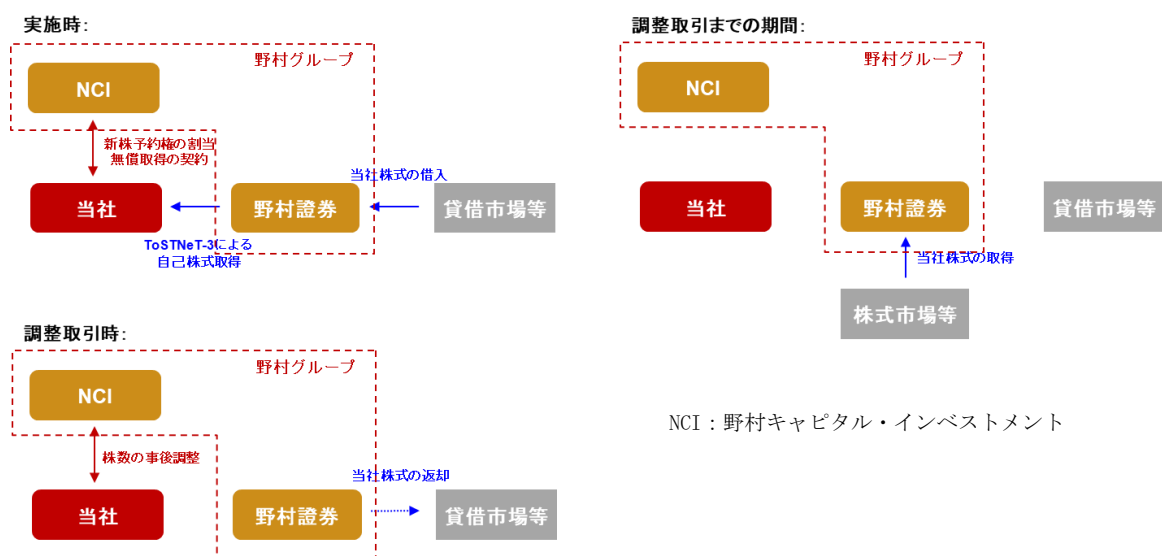 実施時:
野村グループ
NCI
新株予約権の割当
無償取得の契約
当社株式の借入
当社
野村證券
貸借市場等
ToSTNeT-3による
自己株式取得
調整取引までの期間:
野村グループ
NCI
当社
野村證券
貸借市場等
当社株式の取得
株式市場等
調整取引時:
野村グループ
NCI
株数の事後調整
当社株式の返却
当社
野村證券
貸借市場等
NCI：野村キャピタル・インベストメント